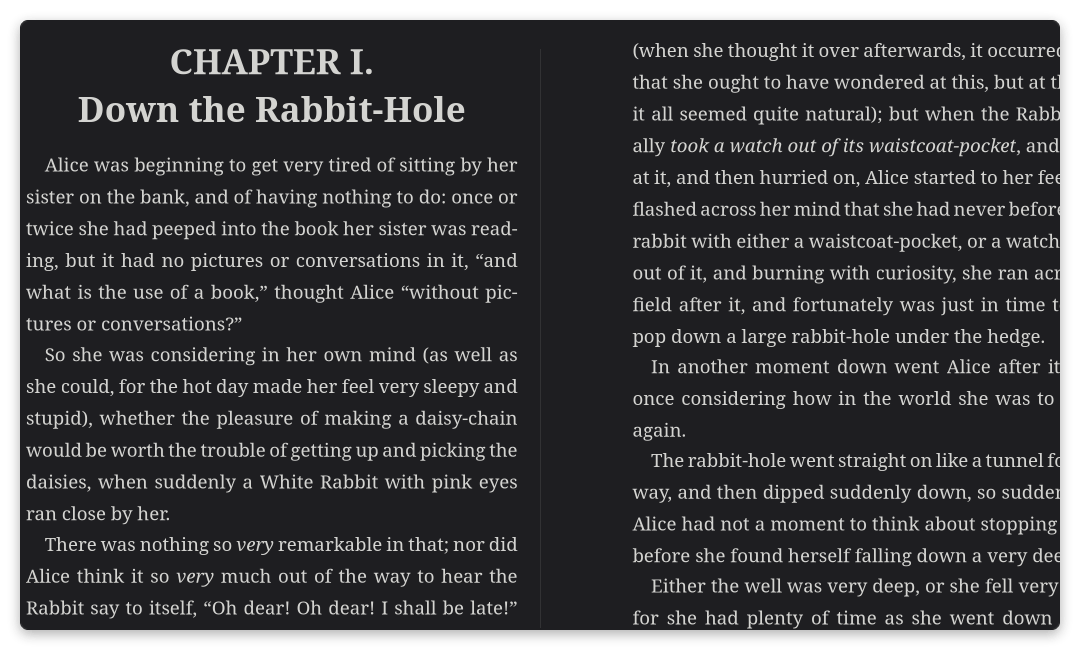 CHAPTER I.
Down the Rabbit-Hole
Alice was beginning to get very tired of sitting by her
sister on the bank, and of having nothing to do: once or
twice she had peeped into the book her sister was read-
ing, but it had no pictures or conversations in it, “and
what is the use of a book,” thought Alice “without pic-
tures or conversations?”
So she was considering in her own mind (as well as
she could, for the hot day made her feel very sleepy and
stupid), whether the pleasure of making a daisy-chain
would be worth the trouble of getting up and picking the
daisies, when suddenly a White Rabbit with pink eyes
ran close by her.
There was nothing so very remarkable in that; nor did
Alice think it so very much out of the way to hear the
Rabbit say to itself, “Oh dear! Oh dear! I shall be late!”
(when she thought it over afterwards, it occurred
that she ought to have wondered at this, but at
it all seemed quite natural); but when the
ally took a watch out of its waistcoat-pocket, and
at it, and then hurried on, Alice started to her
flashed across her mind that she had never before
rabbit with either a waistcoat-pocket, or a watch
out of it, and burning with curiosity, she ran
field after it, and fortunately was just in time
pop down a large rabbit-hole under the hedge.
In another moment down went Alice after it
once considering how in the world she was to
again.
The rabbit-hole went straight on like a tunnel
way, and then dipped suddenly down, so
Alice had not a moment to think about stopping
before she found herself falling down a very
Either the well was very deep, or she fell very
for she had plenty of time as she went down